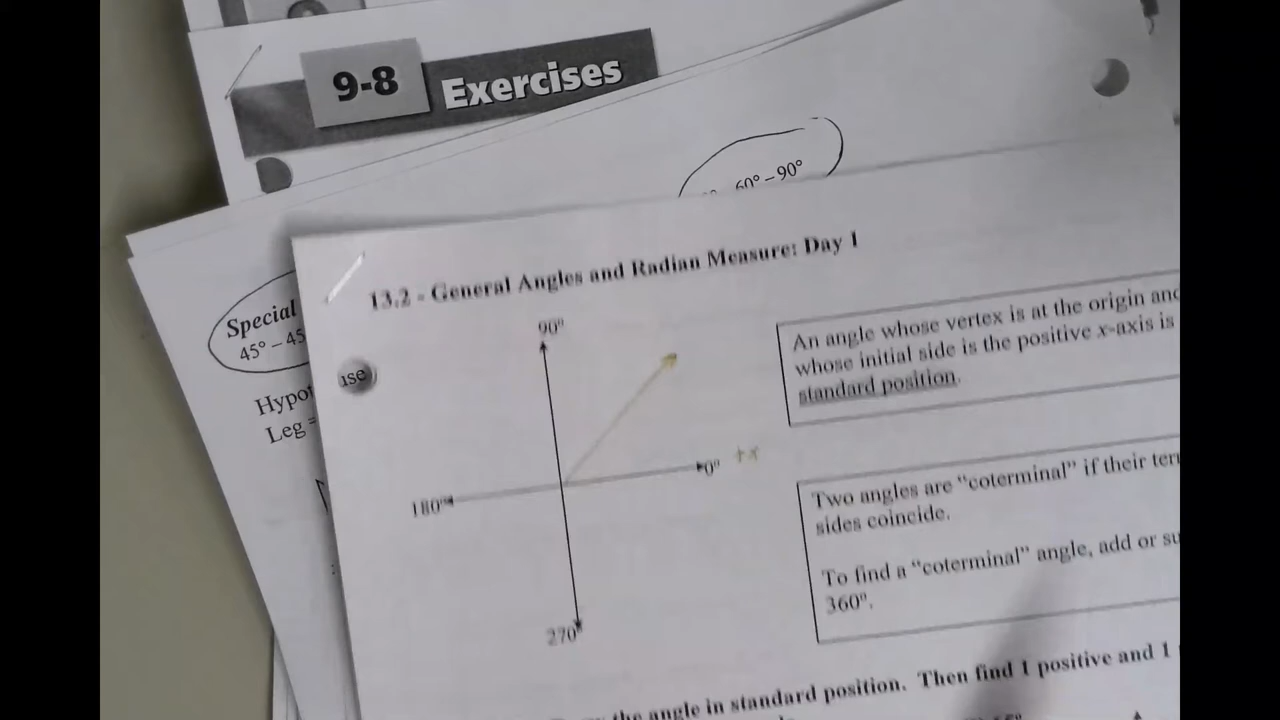 9-8 Exercises
60° – 90°
13.2 - General Angles and Radian Measure: Day 1
Special
45° – 45
Hypot
Leg =
ise
90°
0° +x
180°
270°
An angle whose vertex is at the origin and
whose initial side is the positive x-axis is
standard position.
Two angles are "coterminal" if their ter
sides coincide.
To find a "coterminal" angle, add or su
360°.
the angle in standard position. Then find 1 positive and 1